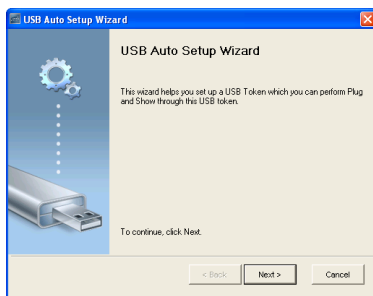 USB Auto Setup Wizard
USB Auto Setup Wizard
This wizard helps you set up a USB Token which you can perform Plug
and Show through this USB token.
To continue, click Next.
< Back
Next >
Cancel